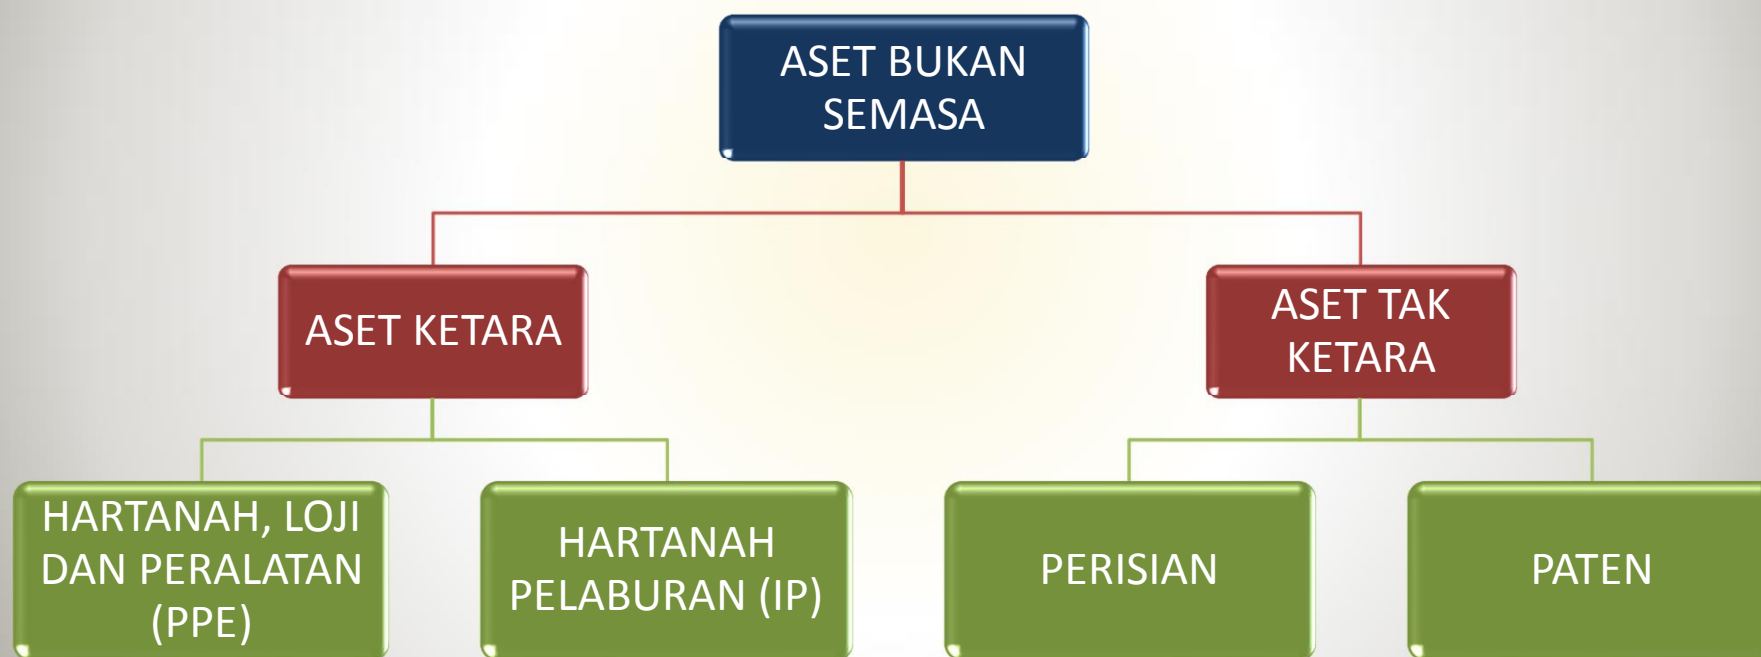 ASET BUKAN
SEMASA
ASET KETARA
ASET TAK
KETARA
HARTANAH, LOJI
DAN PERALATAN
(PPE)
HARTANAH
PELABURAN (IP)
PERISIAN
PATEN